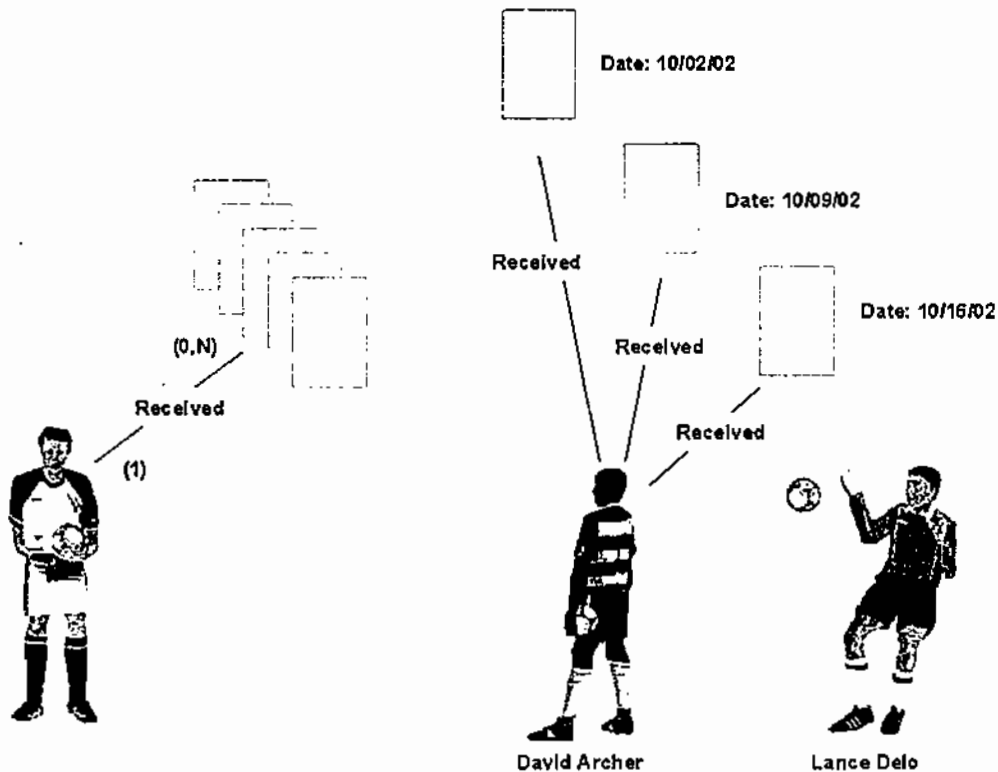 Date: 10/02/02
Date: 10/09/02
Received
Date: 10/16/02
(0,N)
Received
Received
Received
(1)
David Archer
Lance Delo